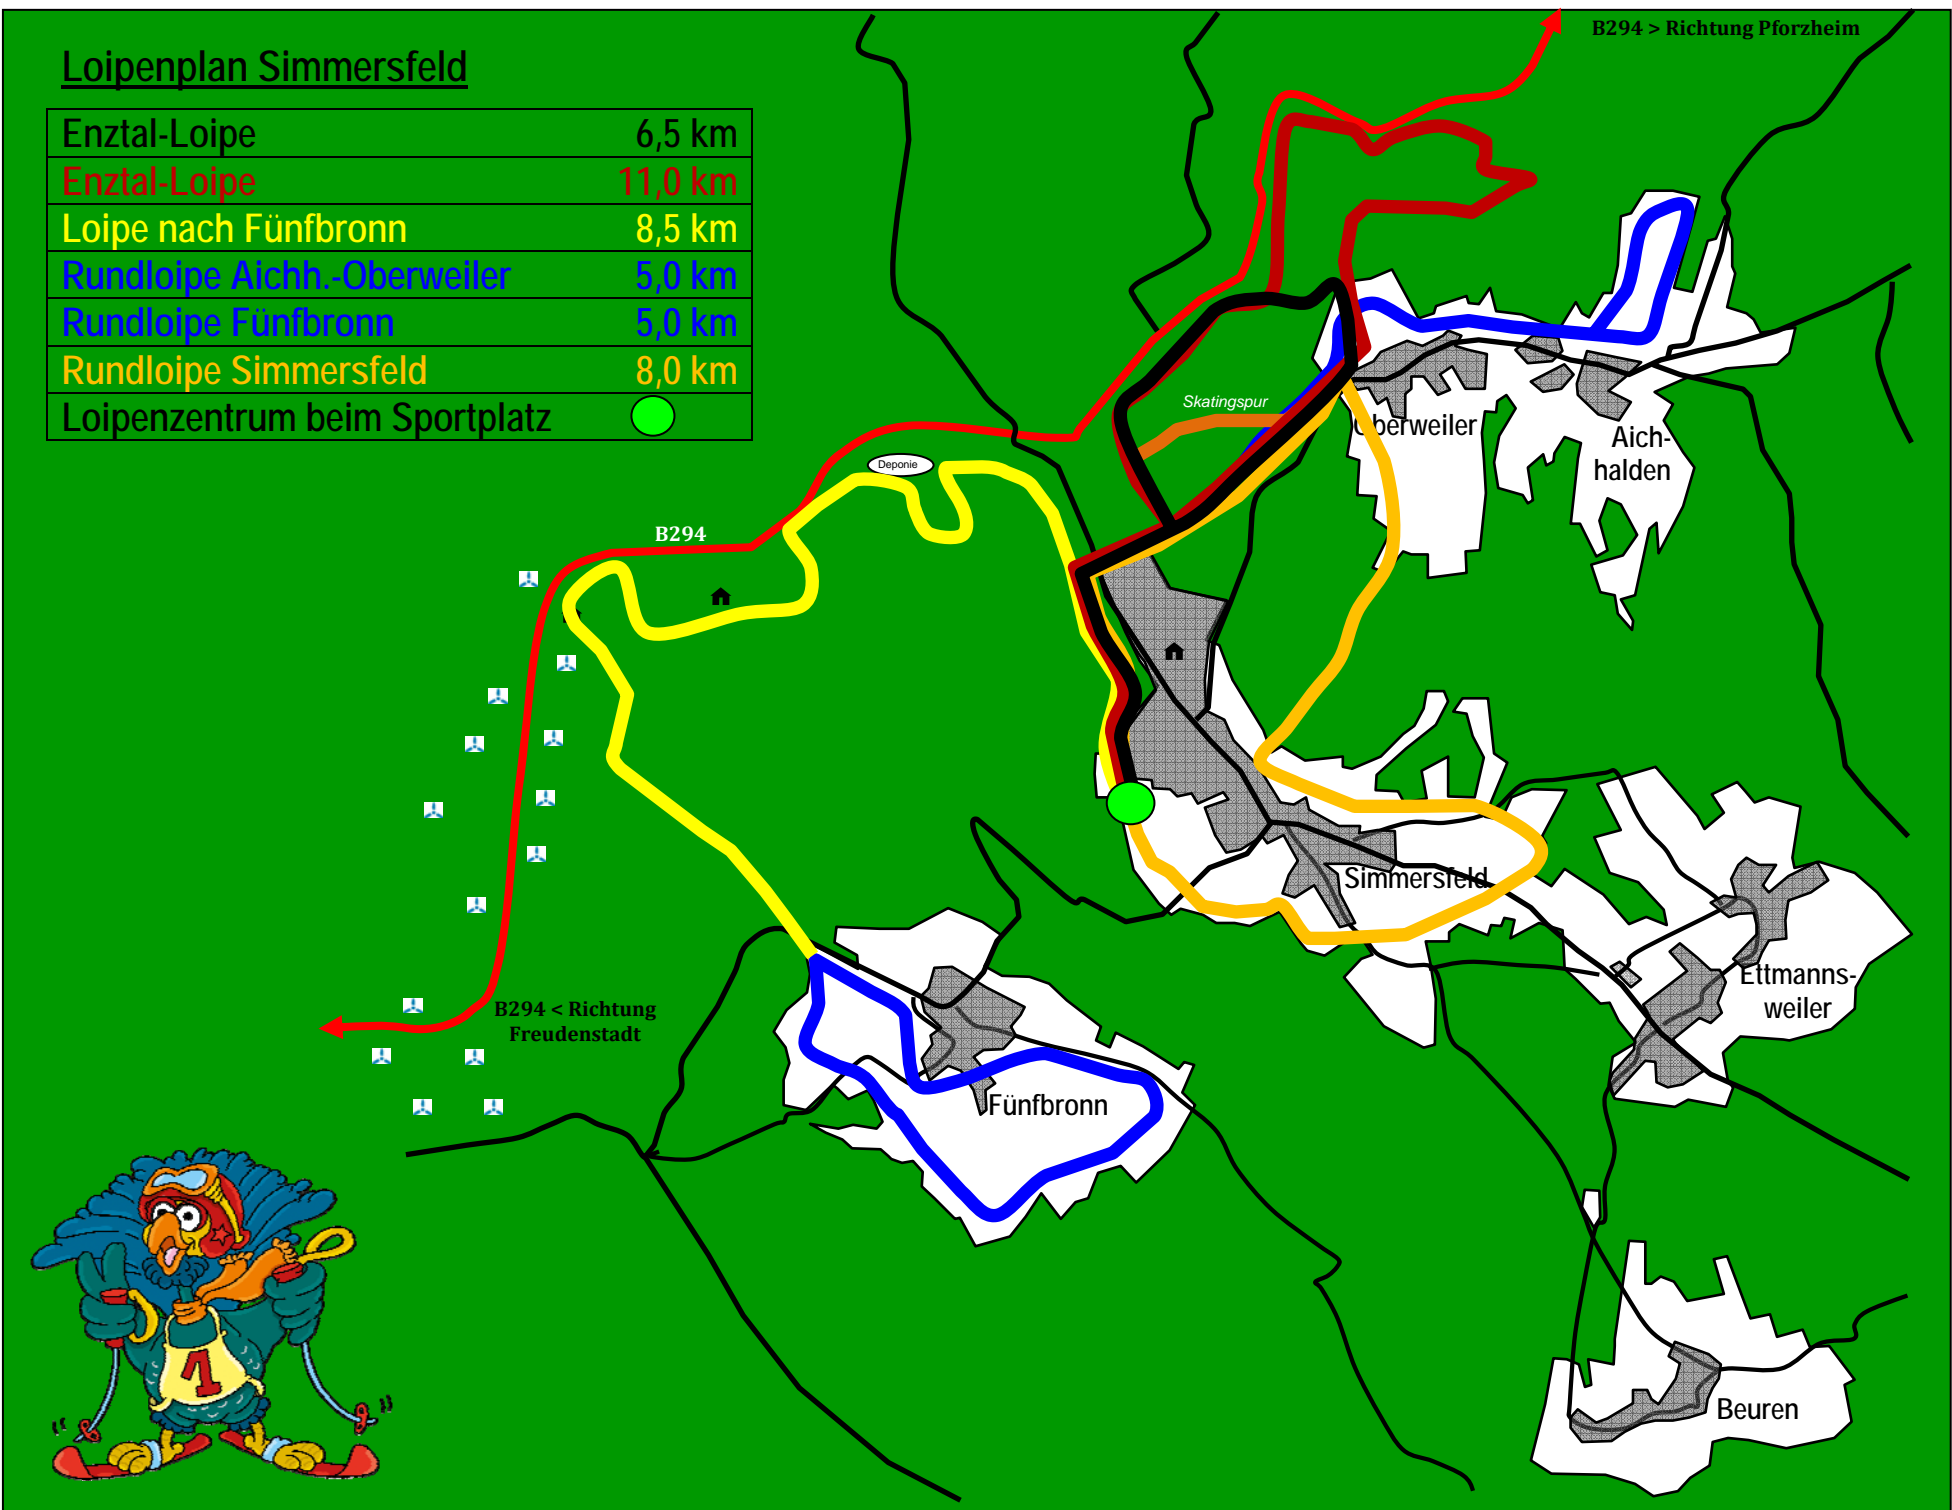 B294 > Richtung Pforzheim
Loipenplan Simmersfeld
Enztal-Loipe 6,5 km
Enztal-Loipe 11,0 km
Loipe nach Fünfbronn 8,5 km
Rundloipe Aichh.-Oberweiler 5,0 km
Rundloipe Fünfbronn 5,0 km
Rundloipe Simmersfeld 8,0 km
Loipenzentrum beim Sportplatz
Skatingspur
Oberweiler
Aich-
halden
Deponie
B294
Simmersfeld
Ettmanns-
weiler
B294 < Richtung
Freudenstadt
Fünfbronn
Beuren
1